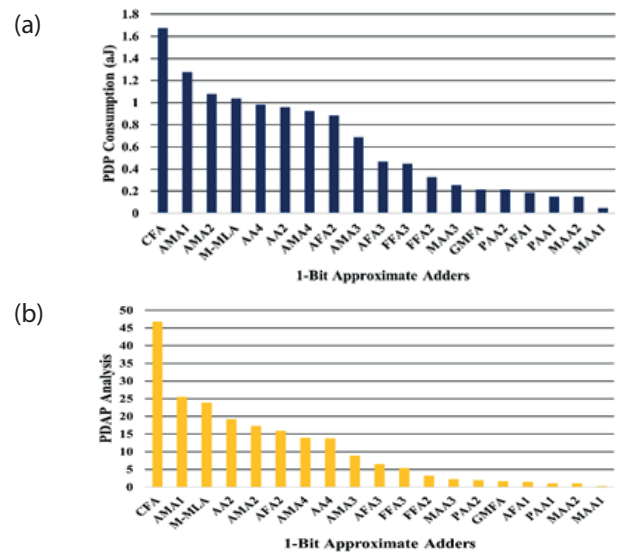 (a)
PDP Consumption (aJ)
1.8
1.6
1.4
1.2
1
0.8
0.6
0.4
0.2
0
CFA
AMA1
AMA2
M-MLA
AA4
AA2
AMA4
AFA2
AMA3
AFA3
FFA3
FFA2
MAA3
GMFA
PAA2
AFA1
PAA1
MAA2
MAA1
1-Bit Approximate Adders
(b)
PDAP Analysis
50
45
40
35
30
25
20
15
10
5
0
CFA
AMA1
M-MLA
AA2
AMA2
AFA2
AMA4
AA4
AMA3
AFA3
FFA3
FFA2
MAA3
PAA2
GMFA
AFA1
PAA1
MAA2
MAA1
1-Bit Approximate Adders